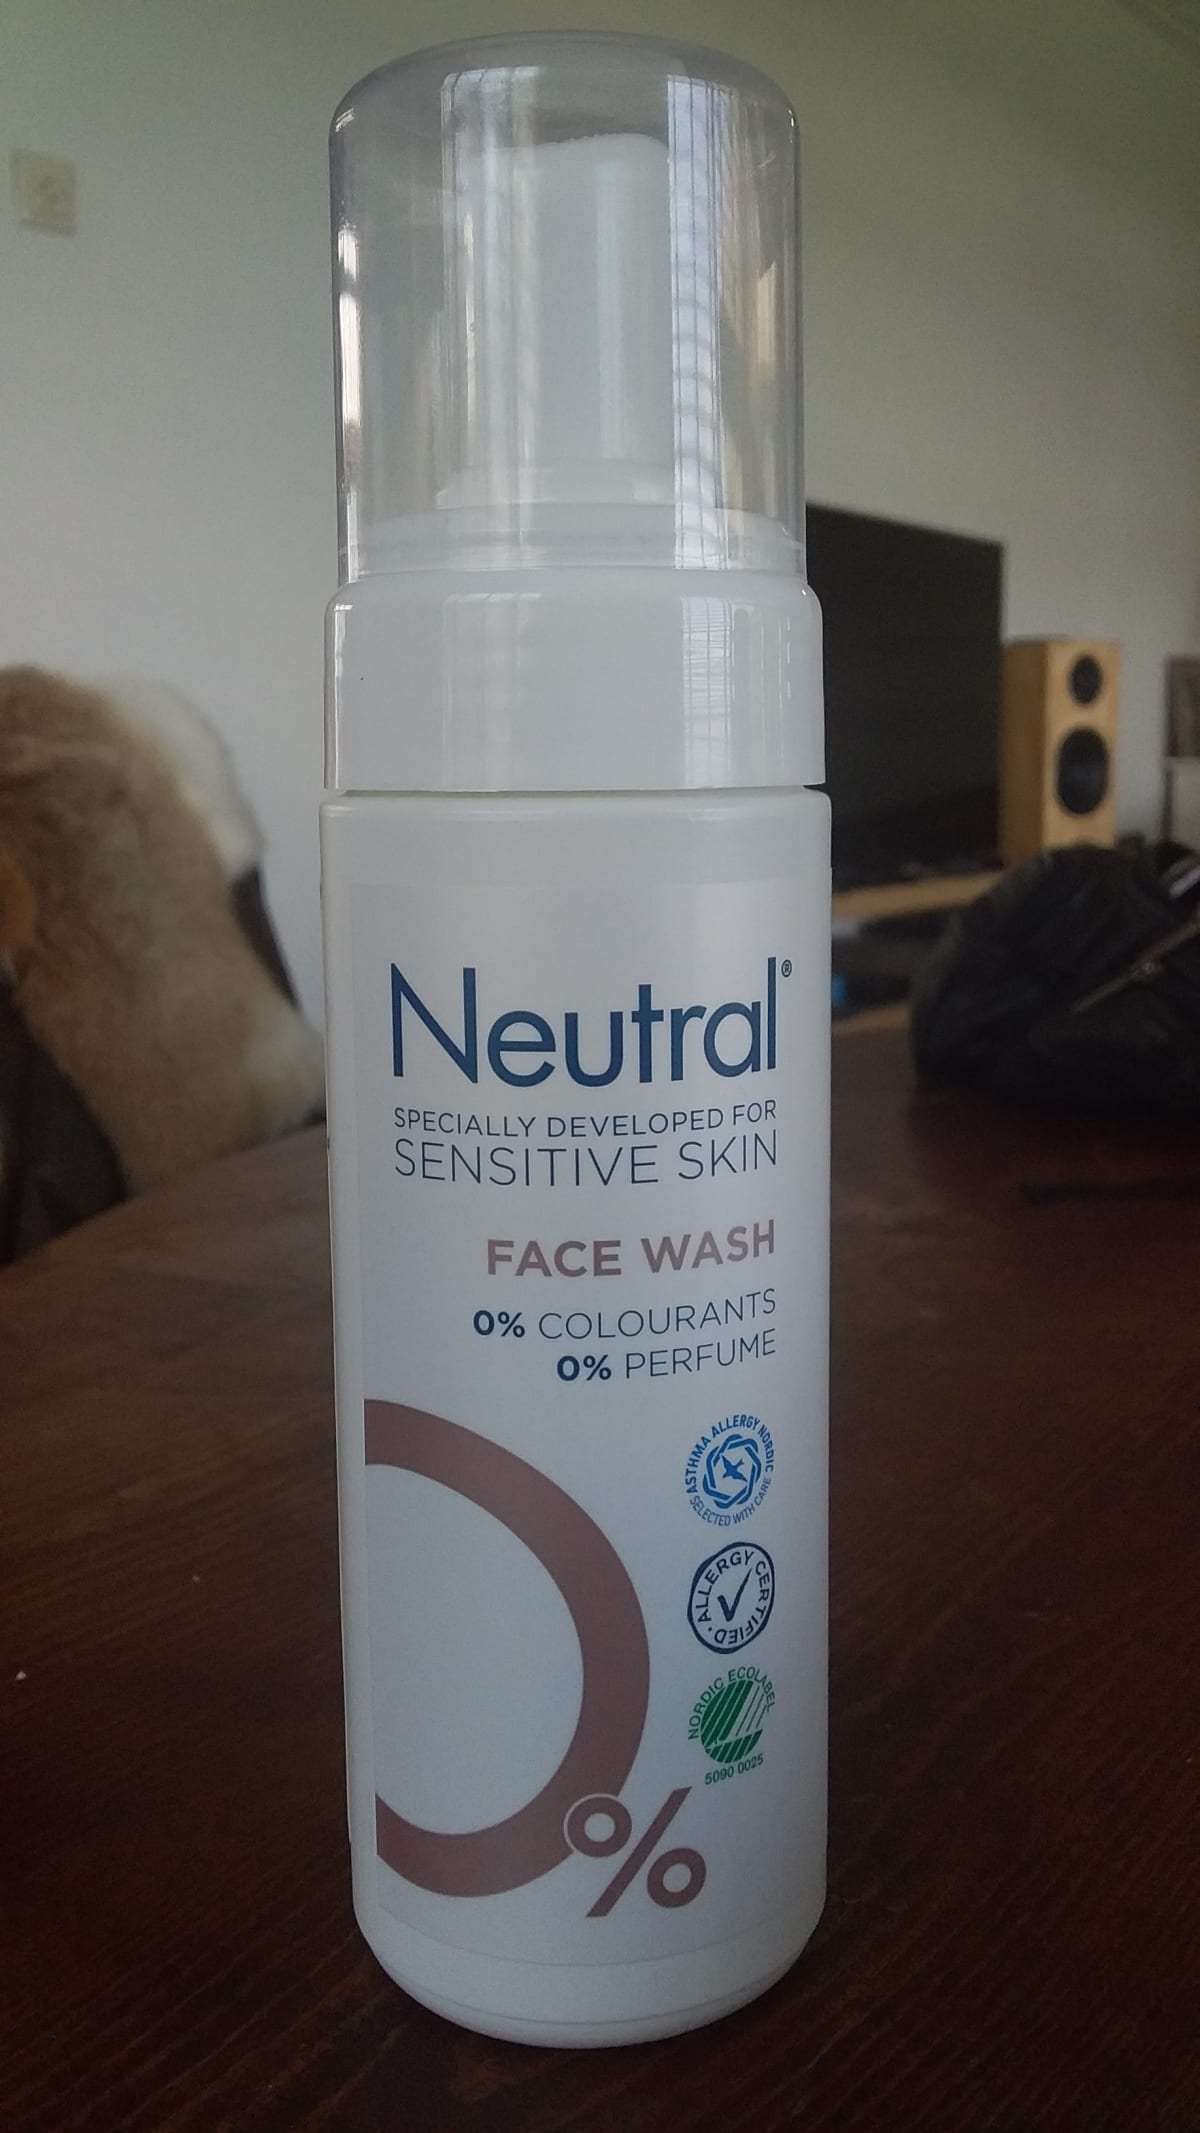 Neutral®
SPECIALLY DEVELOPED FOR
SENSITIVE SKIN
FACE WASH
0% COLOURANTS
0% PERFUME
ASTHMA ALLERGY NORDIC
SELECTED WITH CARE
ALLERGY CERTIFIED
NORDIC ECOLABEL
5090 0025
0%